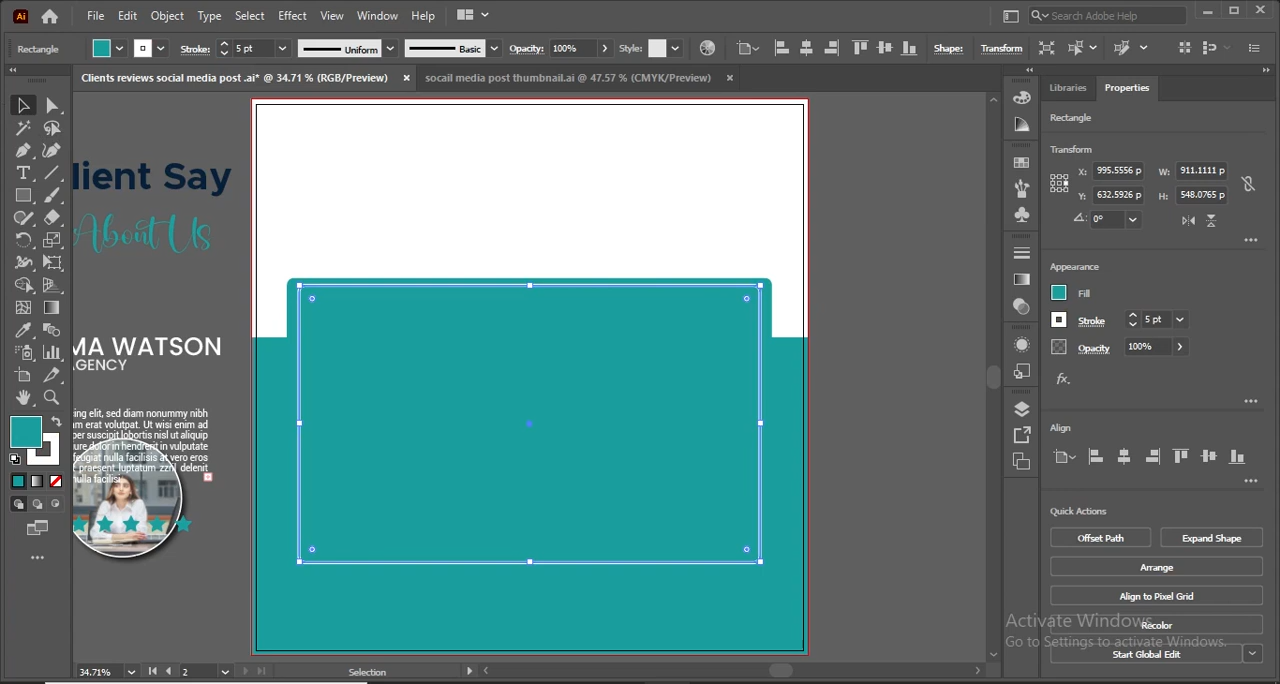 Ai File Edit Object Type Select Effect View Window Help Search Adobe Help
Rectangle Stroke: 5 pt Uniform Basic Opacity: 100% Style: Shape: Transform
Clients reviews social media post .ai* @ 34.71 % (RGB/Preview) × socail media post thumbnail.ai @ 47.57 % (CMYK/Preview) ×
Libraries Properties
Rectangle
Transform
X: 995.5556 p W: 911.1111 p
Y: 632.5926 p H: 548.0765 p
0°
Appearance
Fill
Stroke 5 pt
Opacity 100%
fx.
Align
Quick Actions
Offset Path Expand Shape
Arrange
Align to Pixel Grid
Recolor
Start Global Edit
Activate Windows
Go to Settings to activate Windows.
lient Say
About Us
MA WATSON
AGENCY
cing elit, sed diam nonummy nibh
m erat volutpat. Ut wisi enim ad
per suscipit lobortis nisl ut aliquip
ure dolor in hendrerit in vulputate
feugiat nulla facilisis at vero eros
praesent luptatum zzril delenit
nulla facilisi.
34.71% 2 Selection